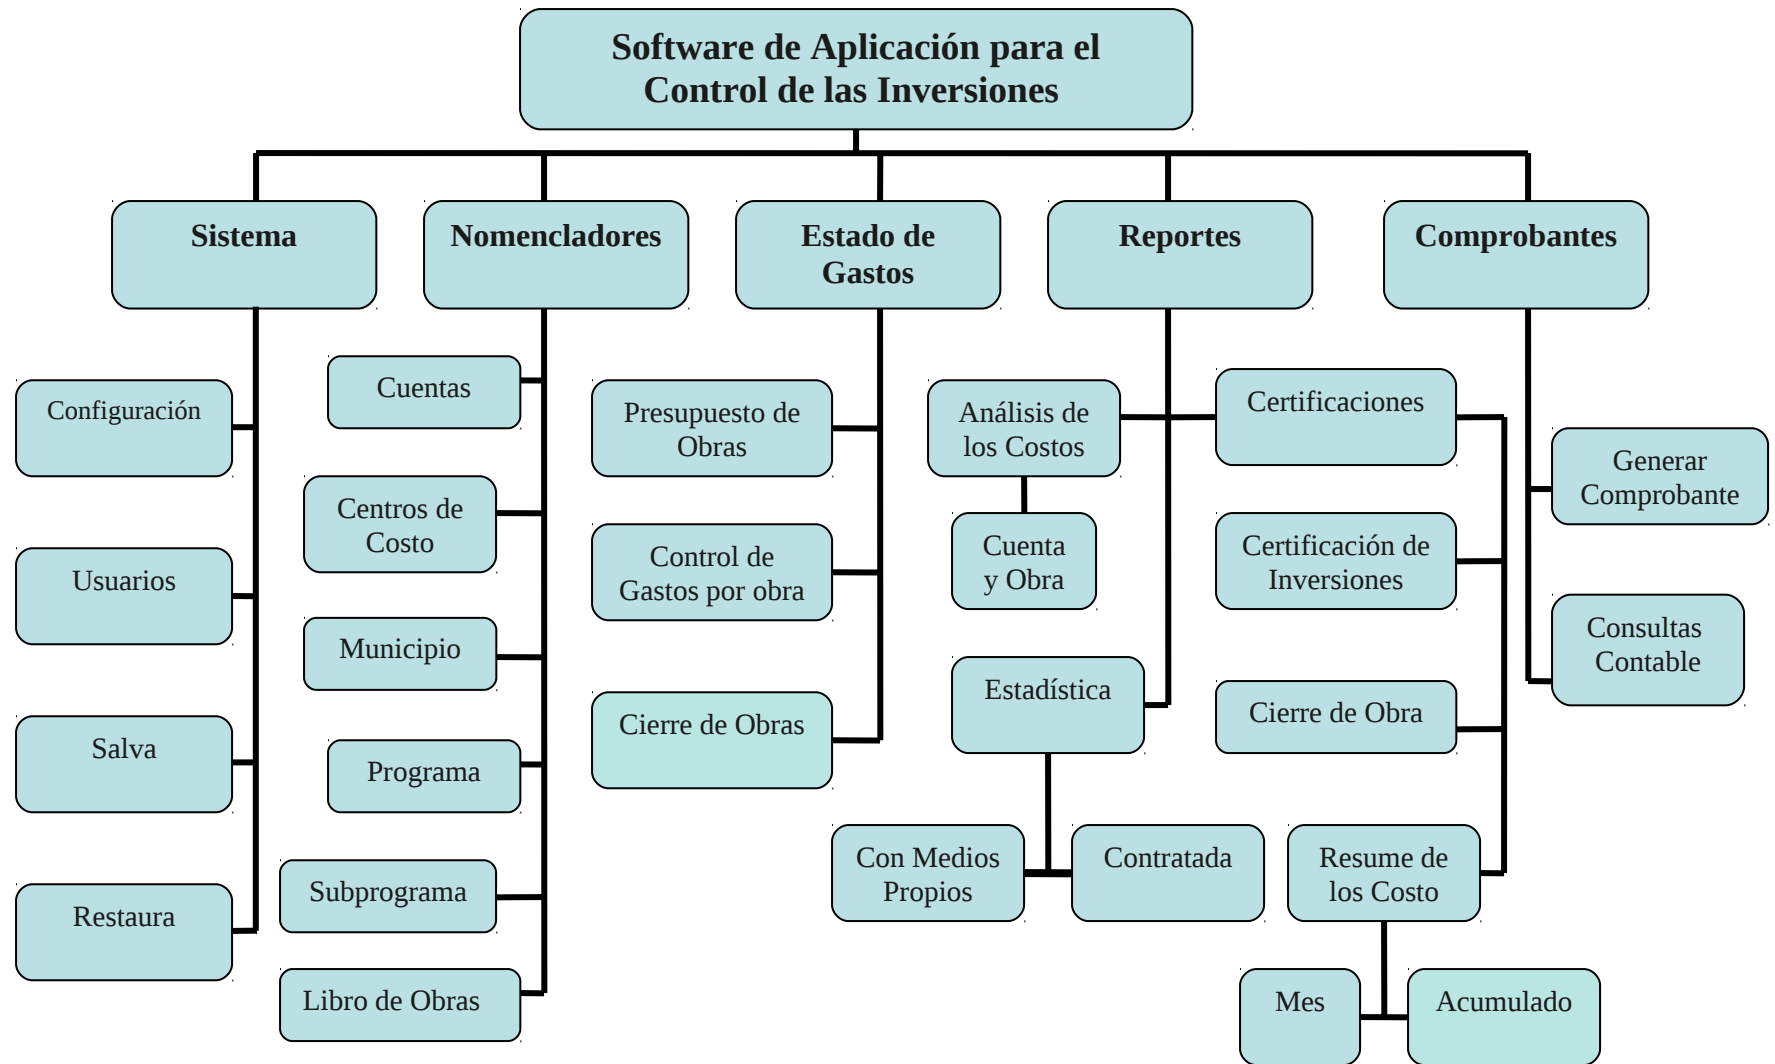 Software de Aplicación para el
Control de las Inversiones
Sistema
Nomencladores
Estado de
Gastos
Reportes
Comprobantes
Configuración
Usuarios
Salva
Restaura
Cuentas
Centros de
Costo
Municipio
Programa
Subprograma
Libro de Obras
Presupuesto de
Obras
Control de
Gastos por obra
Cierre de Obras
Análisis de
los Costos
Cuenta
y Obra
Estadística
Con Medios
Propios
Contratada
Certificaciones
Certificación de
Inversiones
Cierre de Obra
Resume de
los Costo
Mes
Acumulado
Generar
Comprobante
Consultas
Contable